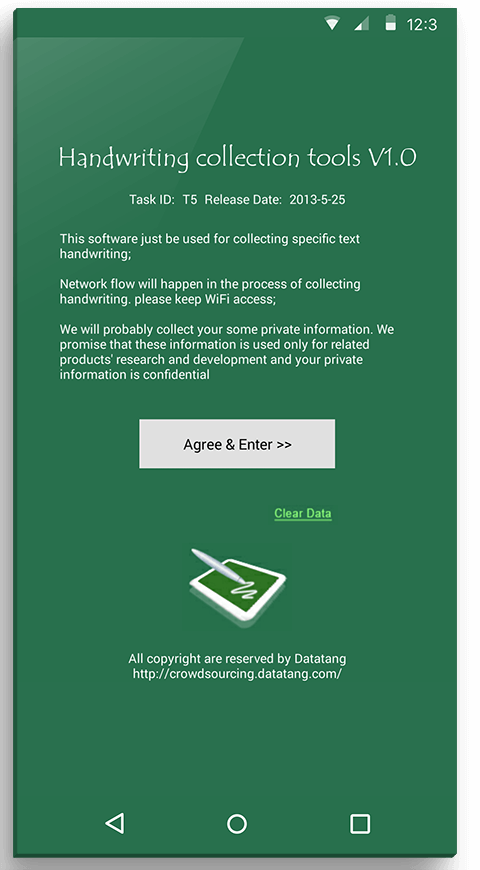 12:3
Handwriting collection tools V1.0
Task ID: T5 Release Date: 2013-5-25
This software just be used for collecting specific text
handwriting;
Network flow will happen in the process of collecting
handwriting. please keep WiFi access;
We will probably collect your some private information. We
promise that these information is used only for related
products' research and development and your private
information is confidential
Agree & Enter >>
Clear Data
All copyright are reserved by Datatang
http://crowdsourcing.datatang.com/